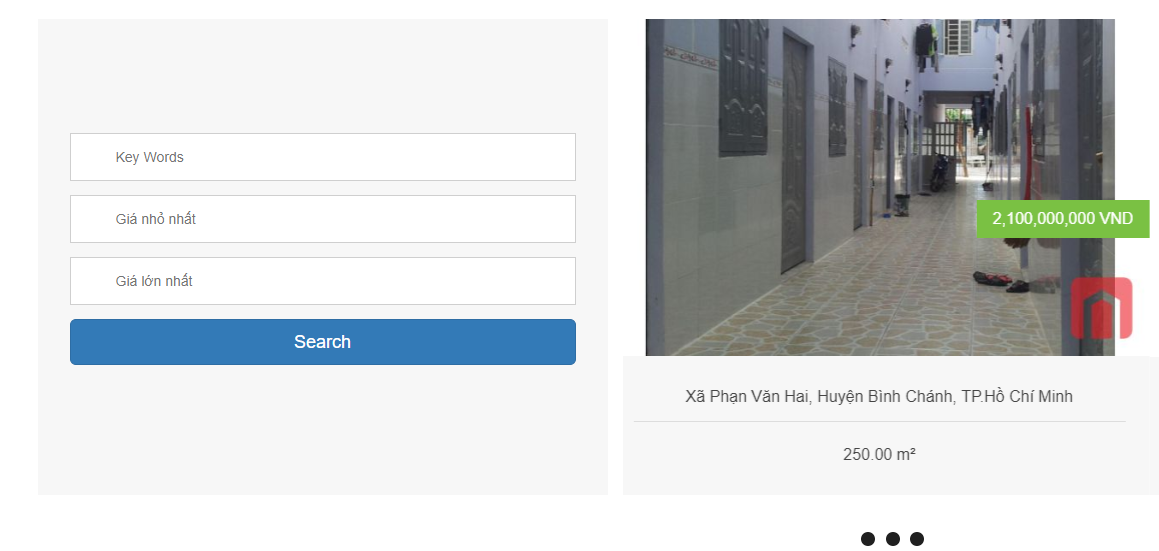 Key Words
Giá nhỏ nhất
Giá lớn nhất
Search
2,100,000,000 VND
Xã Phạn Văn Hai, Huyện Bình Chánh, TP.Hồ Chí Minh
250.00 m²